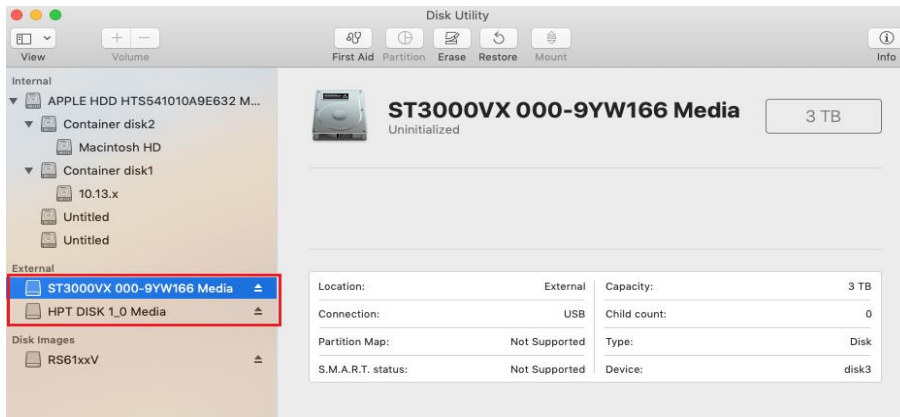 Disk Utility
View
Volume
First Aid Partition Erase Restore Mount
Info
Internal
APPLE HDD HTS541010A9E632 M...
Container disk2
Macintosh HD
Container disk1
10.13.x
Untitled
Untitled
External
ST3000VX 000-9YW166 Media
HPT DISK 1_0 Media
Disk Images
RS61xxV
ST3000VX 000-9YW166 Media
Uninitialized
3 TB
Location: External
Connection: USB
Partition Map: Not Supported
S.M.A.R.T. status: Not Supported
Capacity: 3 TB
Child count: 0
Type: Disk
Device: disk3